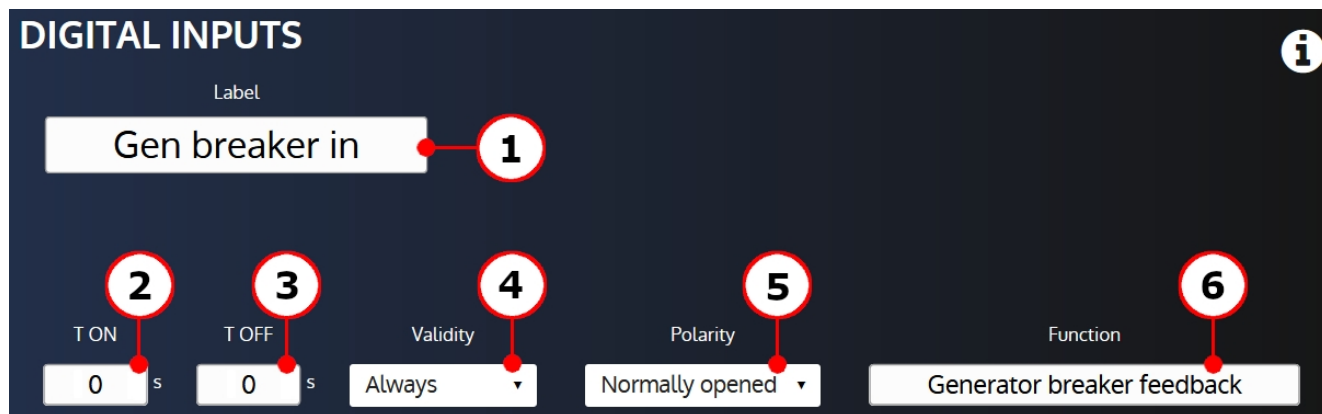 DIGITAL INPUTS
i
Label
Gen breaker in
1
2
3
4
5
6
T ON
T OFF
Validity
Polarity
Function
0 s
0 s
Always
Normally opened
Generator breaker feedback